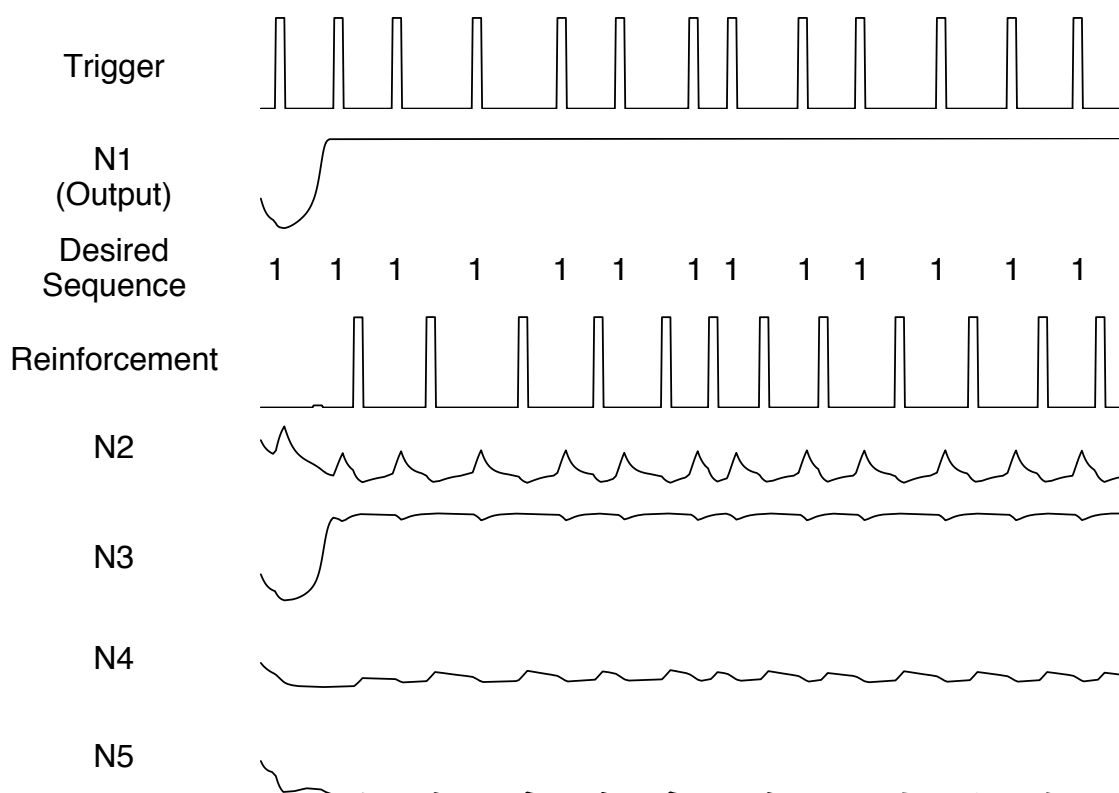 Trigger
N1
(Output)
Desired
Sequence
1 1 1 1 1 1 1 1 1 1 1 1 1
Reinforcement
N2
N3
N4
N5